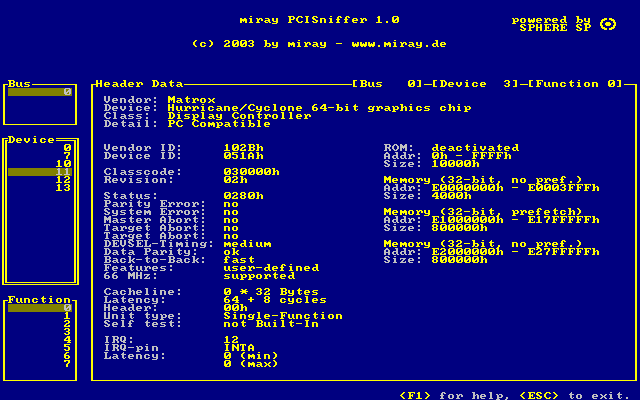 miray PCISniffer 1.0
powered by
SPHERE SP
(c) 2003 by miray - www.miray.de
Bus
0
Device
0
7
10
11
12
13
Function
0
1
2
3
4
5
6
7
Header Data [Bus 0] [Device 3] [Function 0]
Vendor: Matrox
Device: Hurricane/Cyclone 64-bit graphics chip
Class: Display Controller
Detail: PC Compatible
Vendor ID: 102Bh
Device ID: 051Ah
Classcode: 030000h
Revision: 02h
Status: 0280h
Parity Error: no
System Error: no
Master Abort: no
Target Abort: no
Target Abort: no
DEVSEL-Timing: medium
Data Parity: ok
Back-to-Back: fast
Features: user-defined
66 MHz: supported
Cacheline: 0 * 32 Bytes
Latency: 64 + 8 cycles
Header: 00h
Unit type: Single-Function
Self test: not Built-In
IRQ: 12
IRQ-pin INTA
Latency: 0 (min)
0 (max)
ROM: deactivated
Addr: 0h - FFFFh
Size: 10000h
Memory (32-bit, no pref.)
Addr: E0000000h - E0003FFFh
Size: 4000h
Memory (32-bit, prefetch)
Addr: E1000000h - E17FFFFFh
Size: 800000h
Memory (32-bit, no pref.)
Addr: E2000000h - E27FFFFFh
Size: 800000h
<F1> for help, <ESC> to exit.